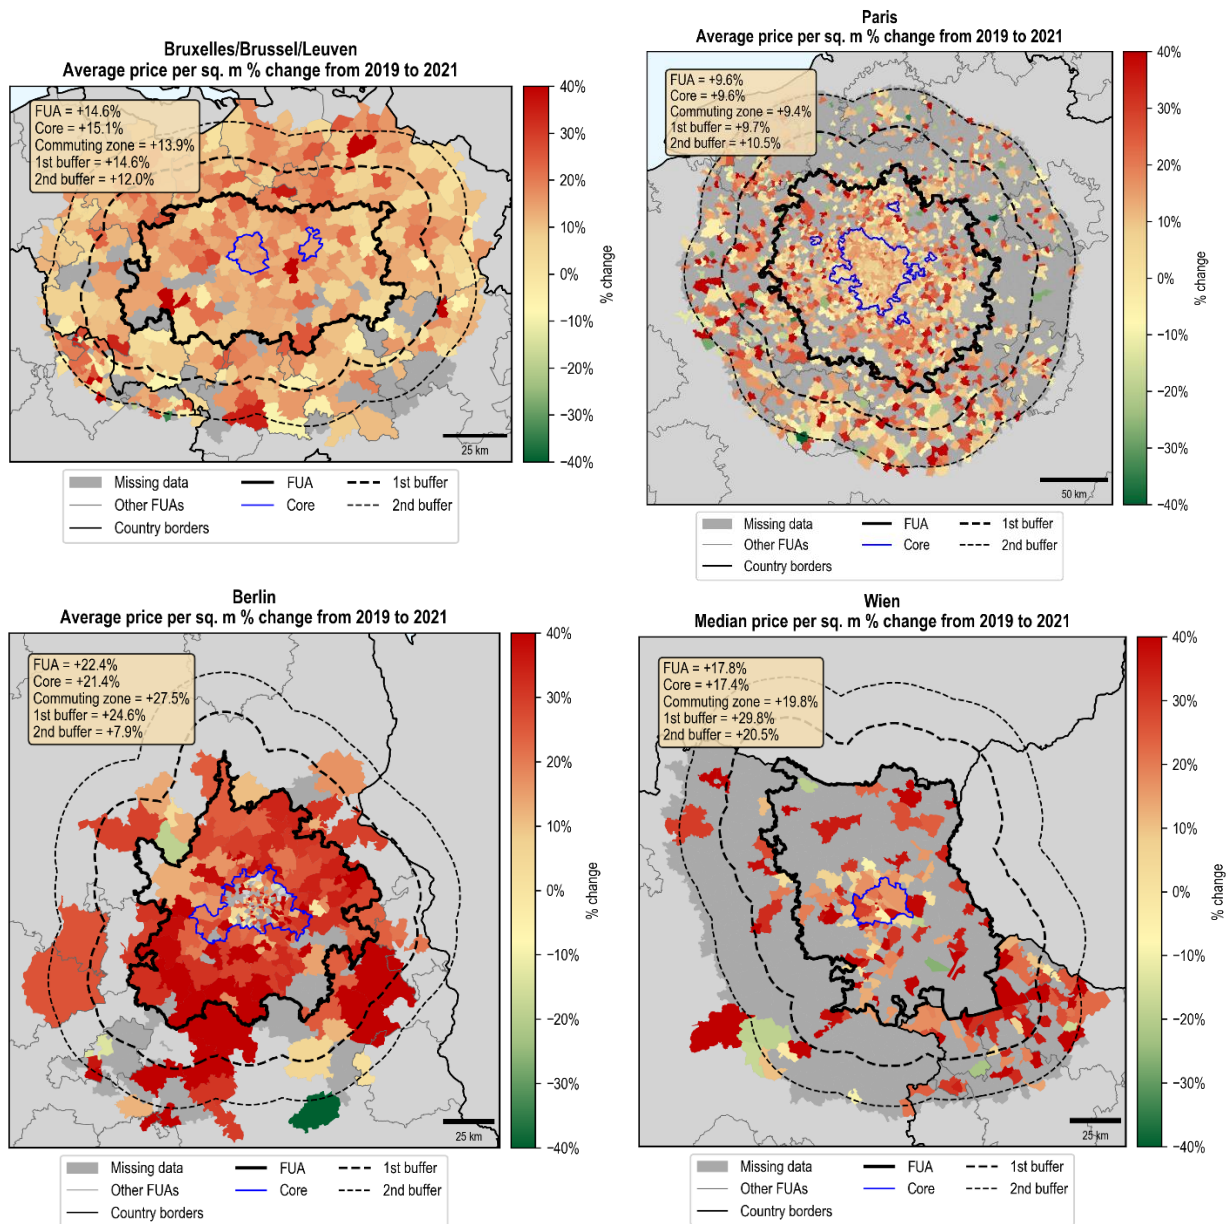 Bruxelles/Brussel/Leuven
Average price per sq. m % change from 2019 to 2021
FUA = +14.6%
Core = +15.1%
Commuting zone = +13.9%
1st buffer = +14.6%
2nd buffer = +12.0%
40%
30%
20%
10%
0%
−10%
−20%
−30%
−40%
% change
25 km
Missing data
FUA
1st buffer
Other FUAs
Core
2nd buffer
Country borders
Paris
Average price per sq. m % change from 2019 to 2021
FUA = +9.6%
Core = +9.6%
Commuting zone = +9.4%
1st buffer = +9.7%
2nd buffer = +10.5%
40%
30%
20%
10%
0%
−10%
−20%
−30%
−40%
% change
50 km
Missing data
FUA
1st buffer
Other FUAs
Core
2nd buffer
Country borders
Berlin
Average price per sq. m % change from 2019 to 2021
FUA = +22.4%
Core = +21.4%
Commuting zone = +27.5%
1st buffer = +24.6%
2nd buffer = +7.9%
40%
30%
20%
10%
0%
−10%
−20%
−30%
−40%
% change
25 km
Missing data
FUA
1st buffer
Other FUAs
Core
2nd buffer
Country borders
Wien
Median price per sq. m % change from 2019 to 2021
FUA = +17.8%
Core = +17.4%
Commuting zone = +19.8%
1st buffer = +29.8%
2nd buffer = +20.5%
40%
30%
20%
10%
0%
−10%
−20%
−30%
−40%
% change
25 km
Missing data
FUA
1st buffer
Other FUAs
Core
2nd buffer
Country borders